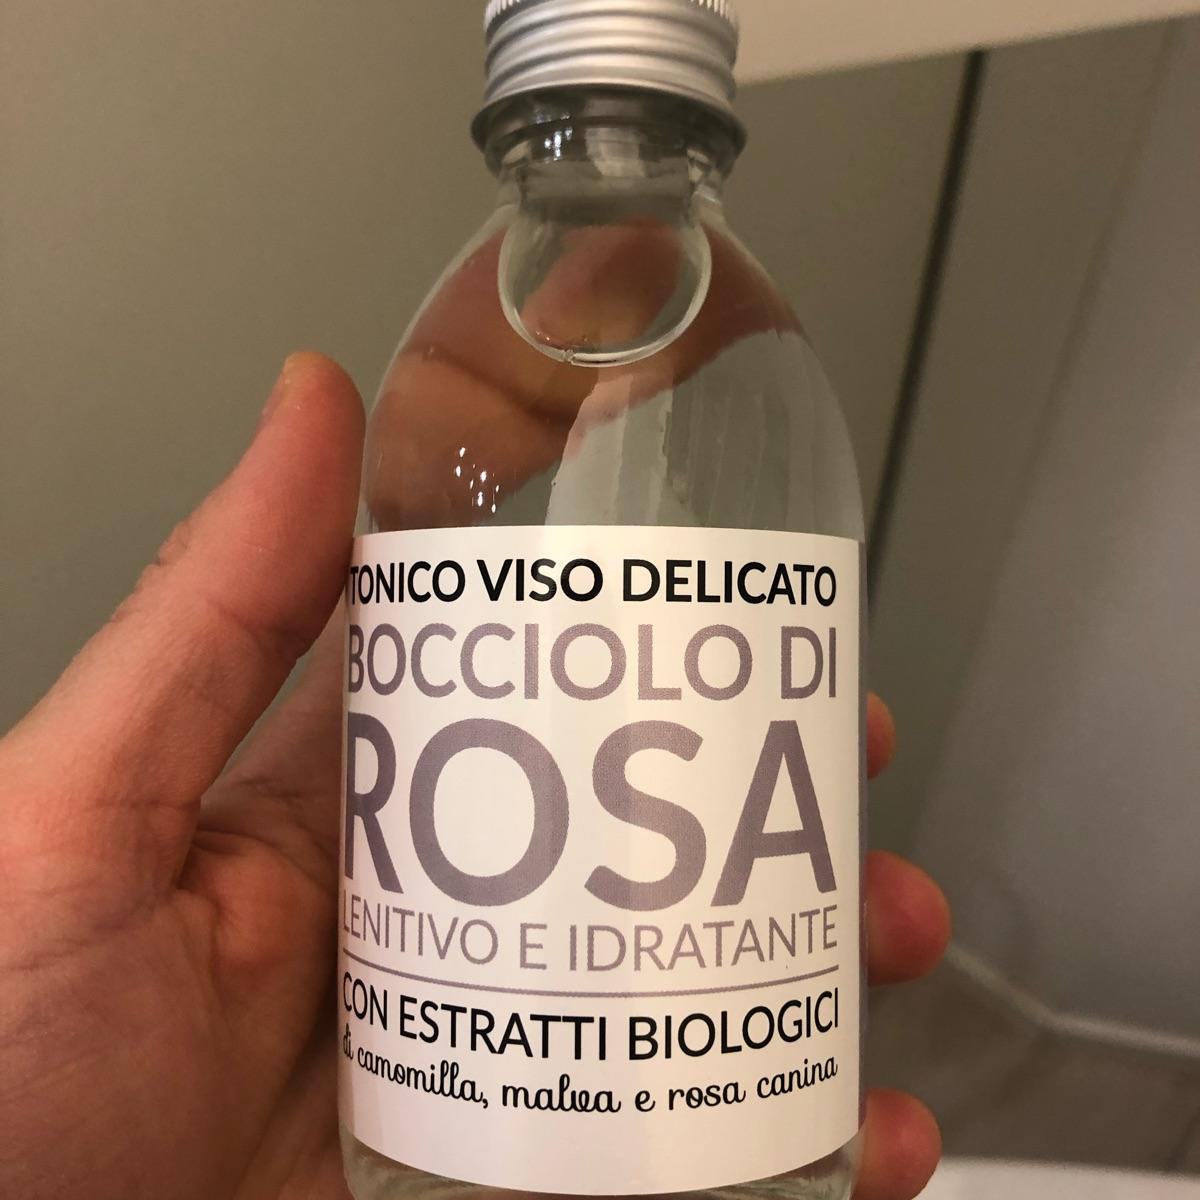 TONICO VISO DELICATO
BOCCIOLO DI
ROSA
LENITIVO E IDRATANTE
CON ESTRATTI BIOLOGICI
di camomilla, malva e rosa canina